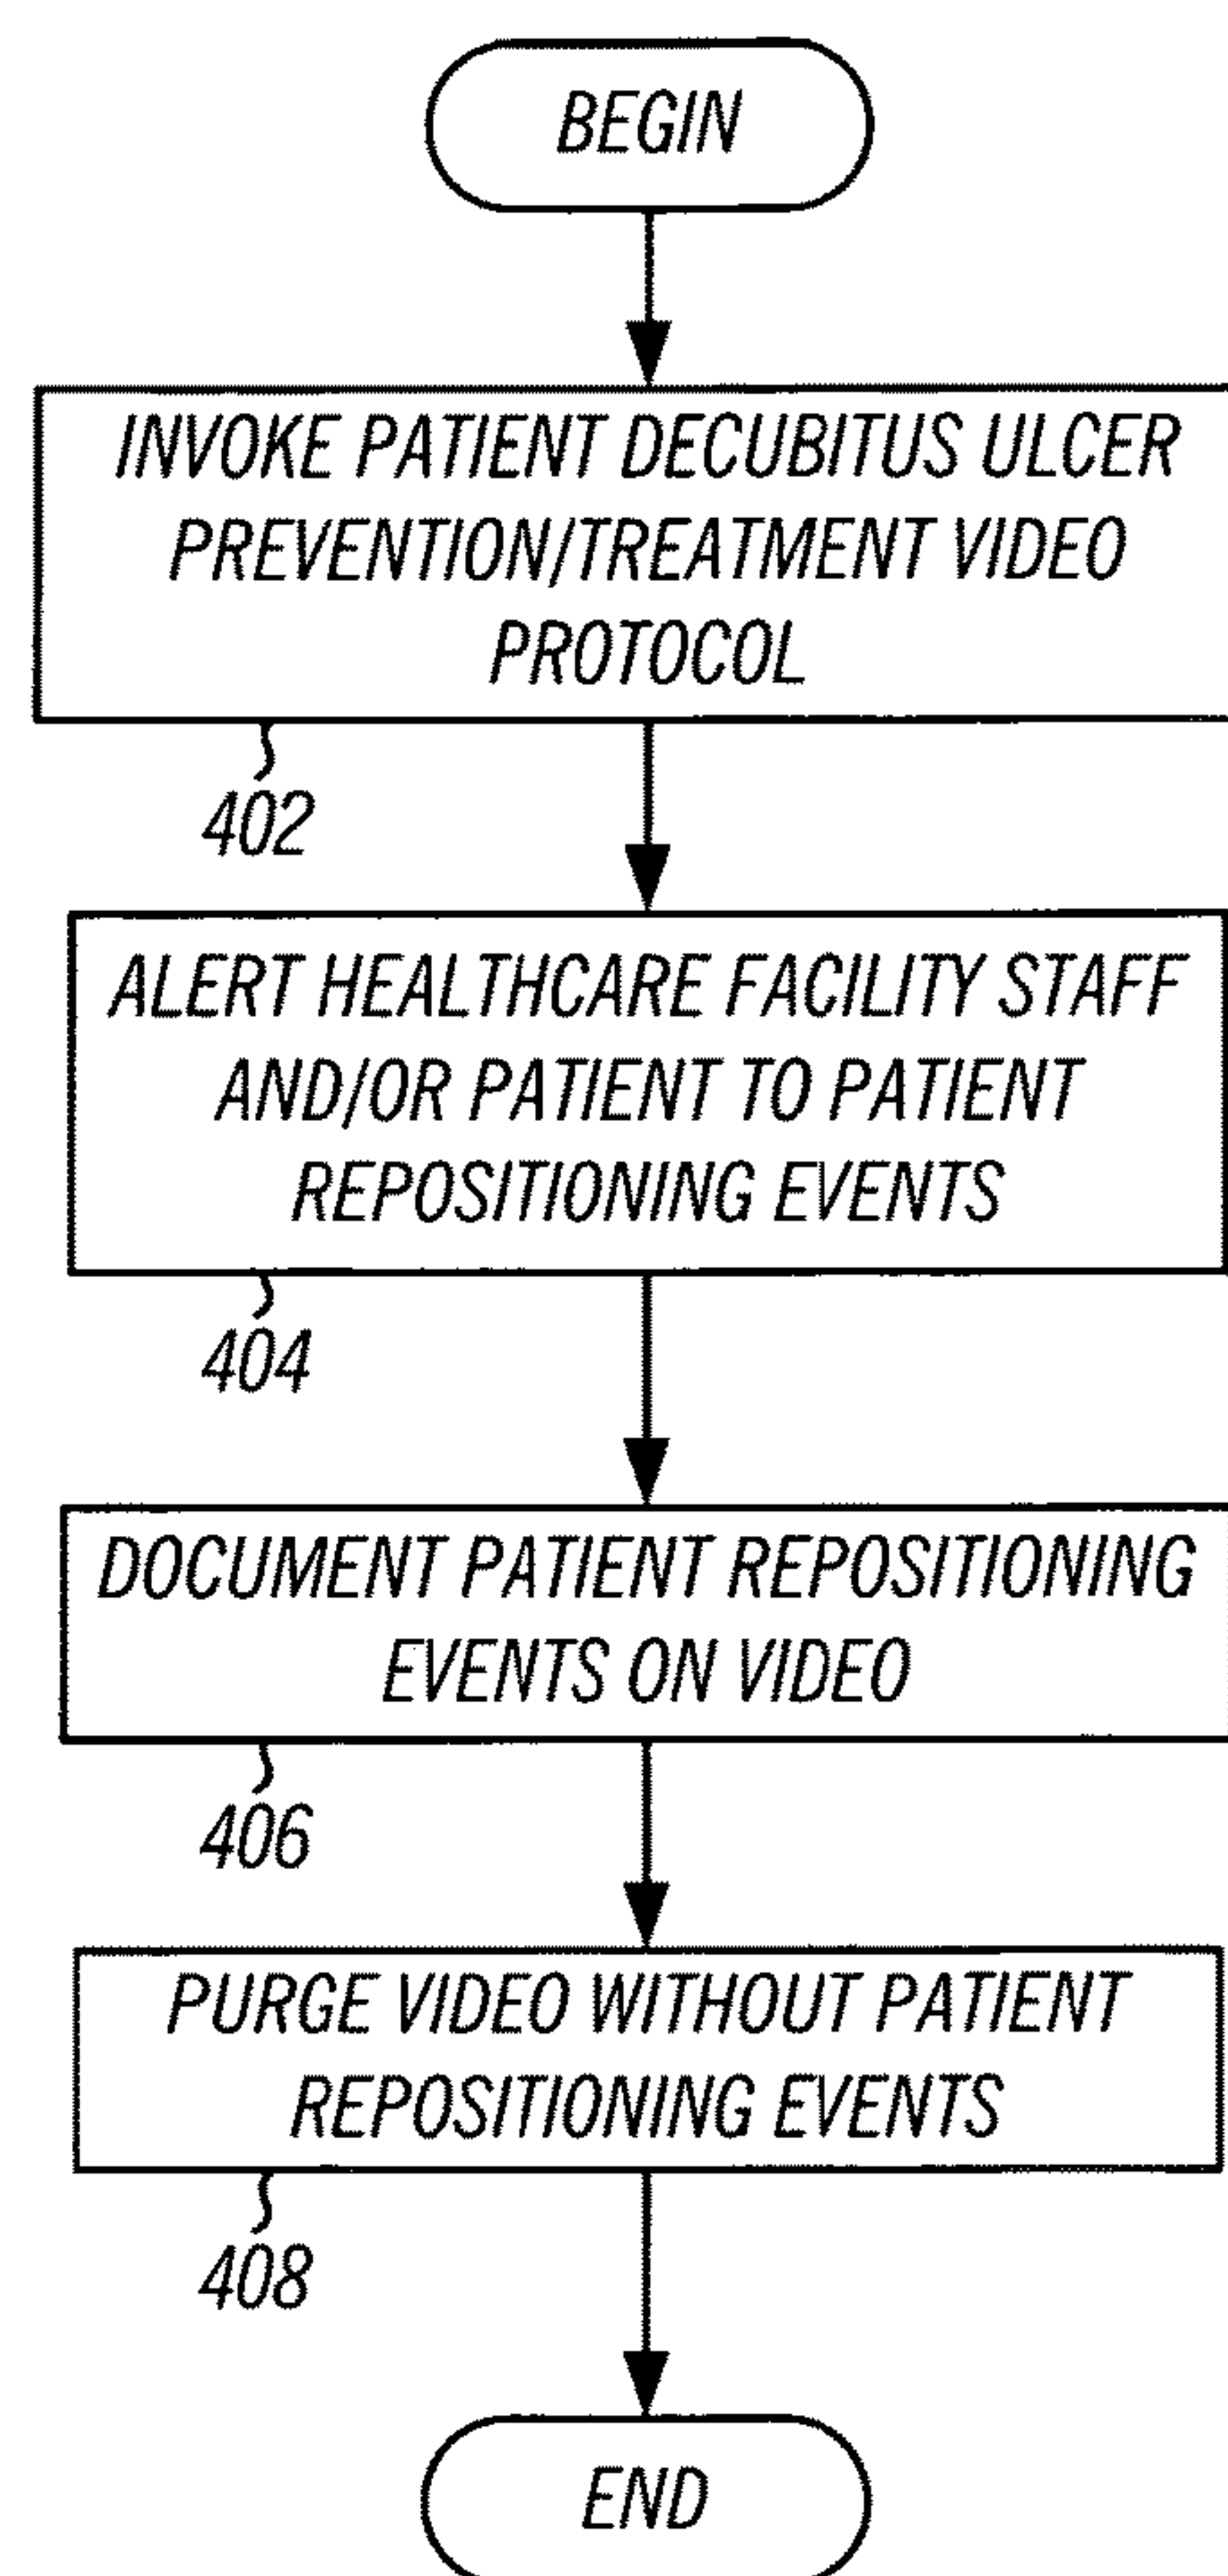 BEGIN
INVOKE PATIENT DECUBITUS ULCER
PREVENTION/TREATMENT VIDEO
PROTOCOL
402
ALERT HEALTHCARE FACILITY STAFF
AND/OR PATIENT TO PATIENT
REPOSITIONING EVENTS
404
DOCUMENT PATIENT REPOSITIONING
EVENTS ON VIDEO
406
PURGE VIDEO WITHOUT PATIENT
REPOSITIONING EVENTS
408
END